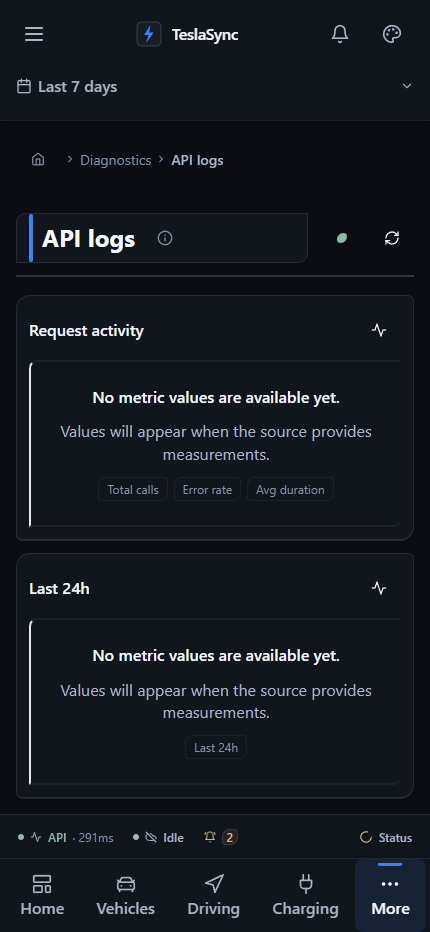 TeslaSync
Last 7 days
Diagnostics
API logs
API logs
Request activity
No metric values are available yet.
Values will appear when the source provides
measurements.
Total calls
Error rate
Avg duration
Last 24h
No metric values are available yet.
Values will appear when the source provides
measurements.
Last 24h
API · 291ms
Idle
2
Status
Home
Vehicles
Driving
Charging
More